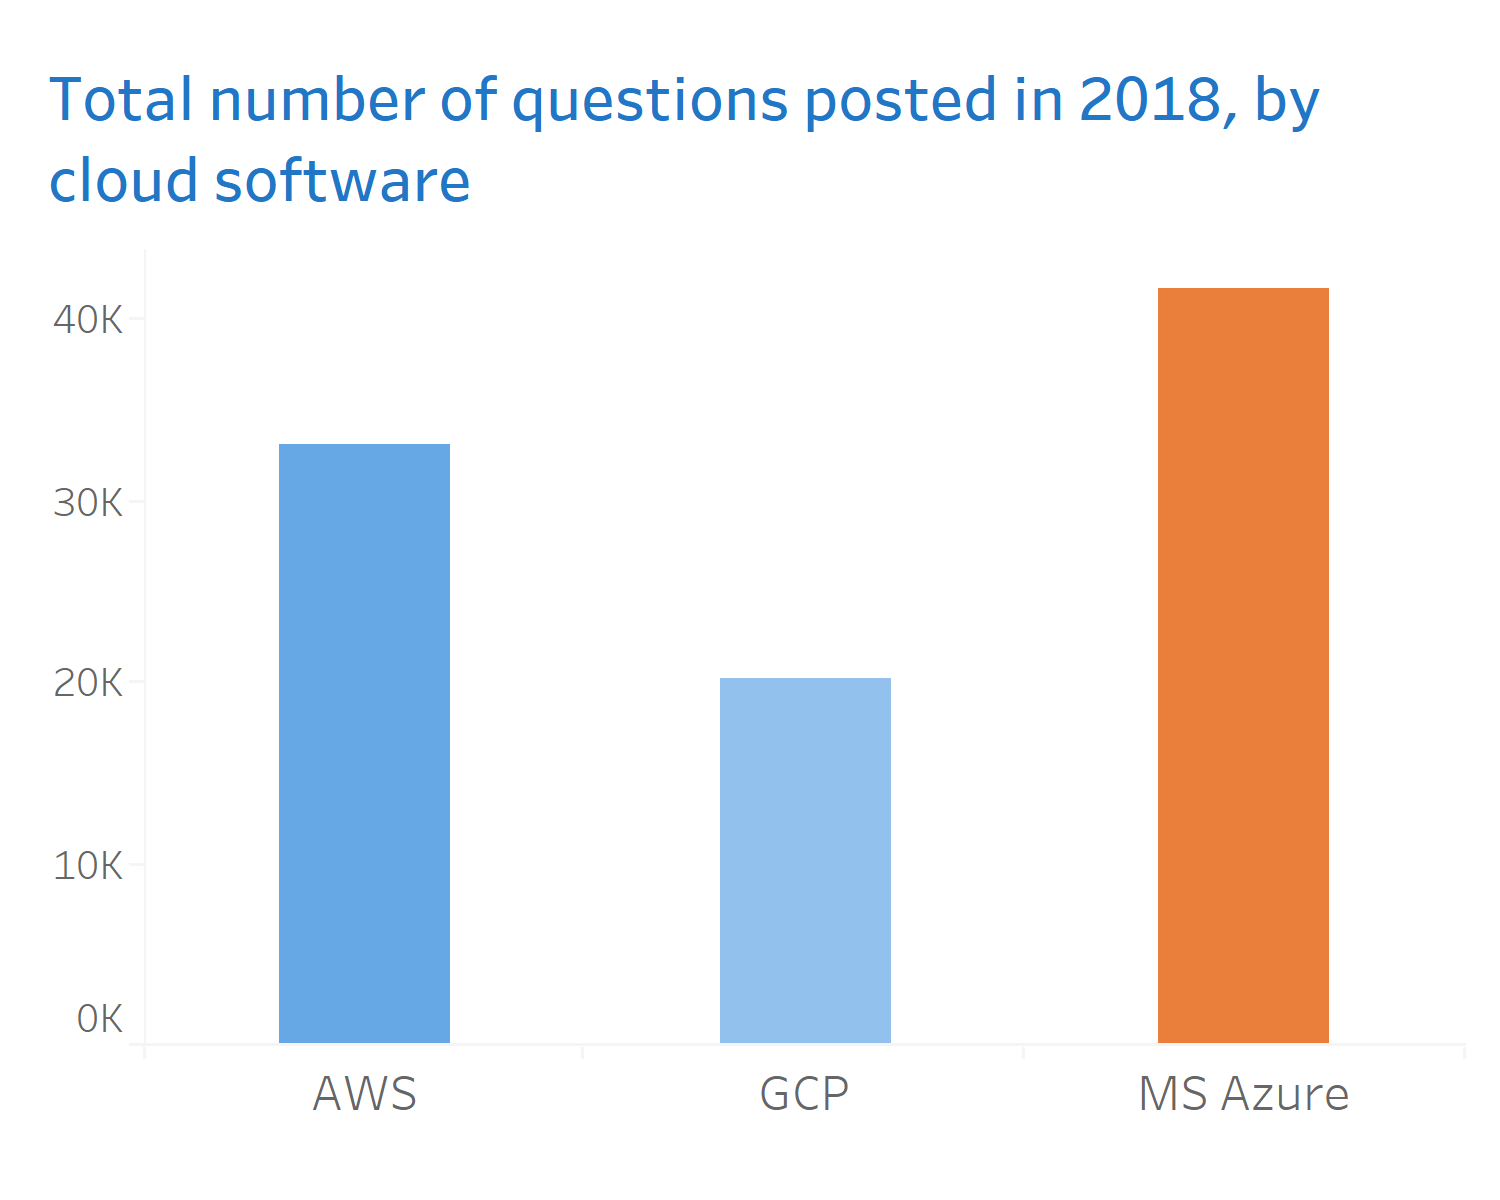 Total number of questions posted in 2018, by
cloud software
40K
30K
20K
10K
0K
AWS
GCP
MS Azure